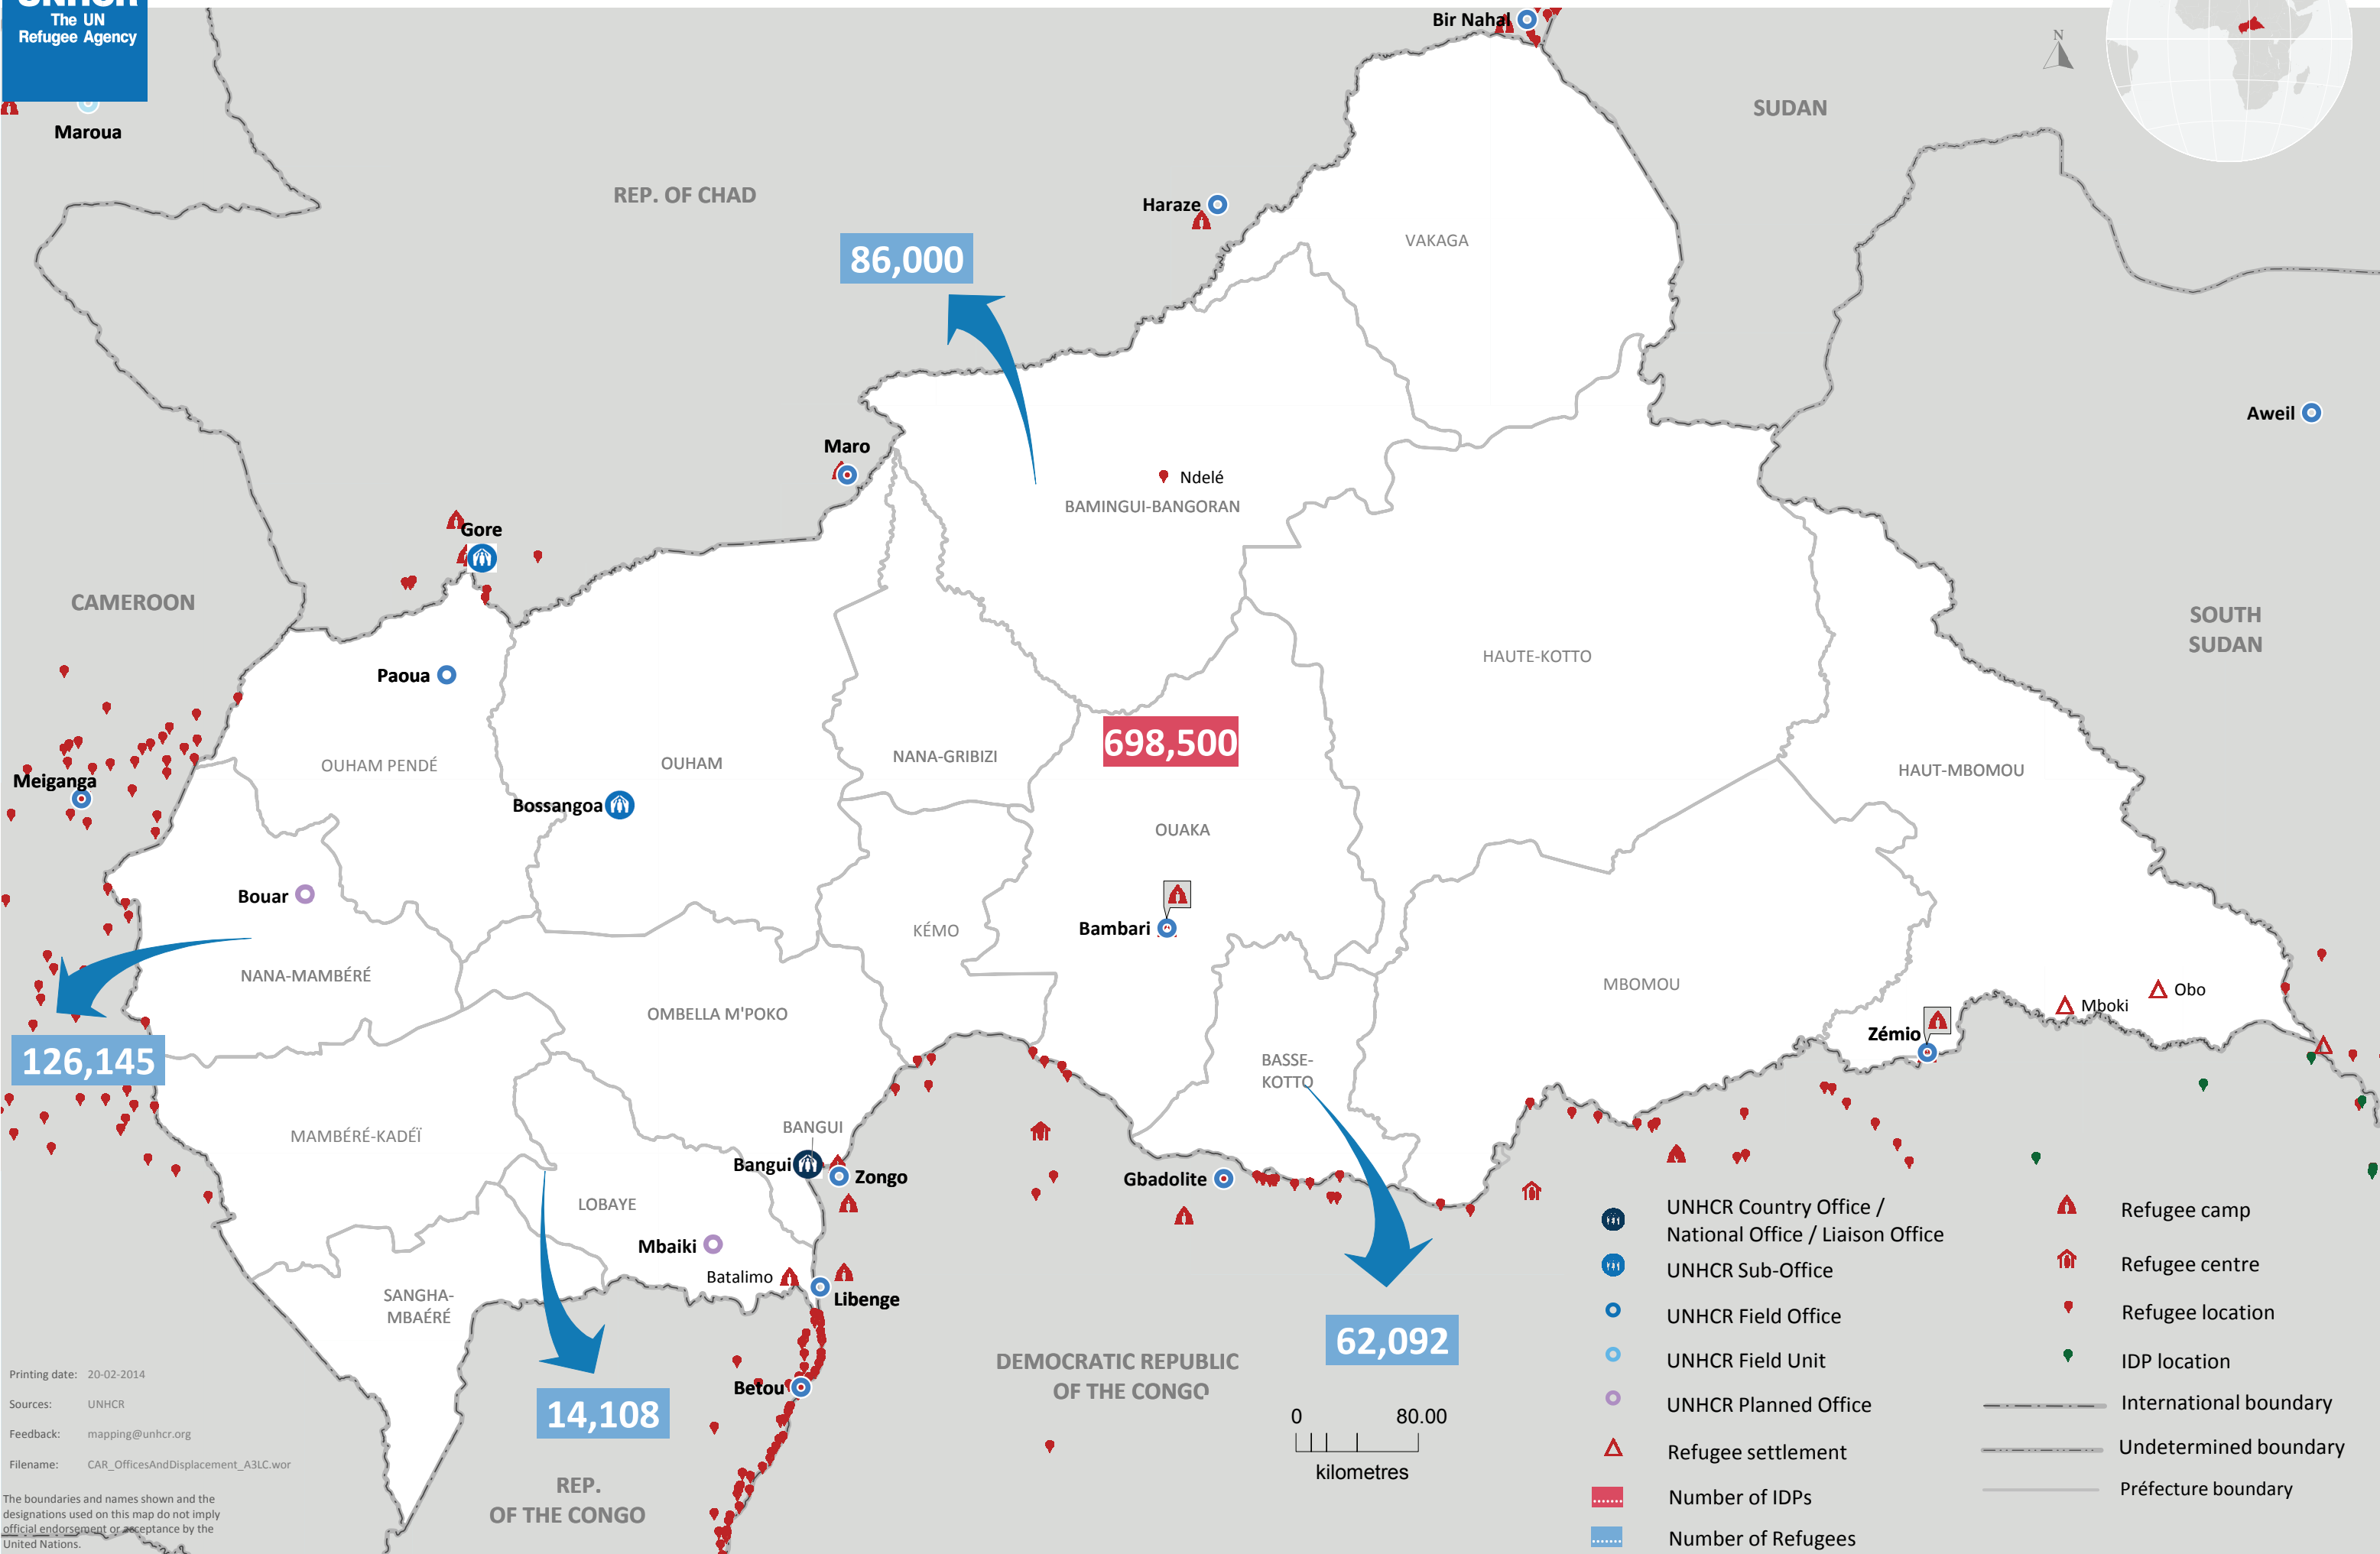 UNHCR
The UN
Refugee Agency
Maroua
REP. OF CHAD
Bir Nahal
SUDAN
N
Haraze
VAKAGA
86,000
Aweil
Maro
Ndelé
BAMINGUI-BANGORAN
Gore
CAMEROON
SOUTH
SUDAN
Paoua
HAUTE-KOTTO
698,500
OUHAM PENDÉ
OUHAM
NANA-GRIBIZI
HAUT-MBOMOU
Meiganga
Bossangoa
OUAKA
Bouar
Bambari
KÉMO
NANA-MAMBÉRÉ
MBOMOU
Obo
Mboki
OMBELLA M'POKO
Zémio
126,145
BASSE-
KOTTO
MAMBÉRÉ-KADÉÏ
BANGUI
Bangui
Zongo
Gbadolite
LOBAYE
Mbaiki
Batalimo
Libenge
SANGHA-
MBAÉRÉ
62,092
DEMOCRATIC REPUBLIC
OF THE CONGO
Betou
14,108
REP.
OF THE CONGO
0 80.00
kilometres
UNHCR Country Office /
National Office / Liaison Office
UNHCR Sub-Office
UNHCR Field Office
UNHCR Field Unit
UNHCR Planned Office
Refugee settlement
Number of IDPs
Number of Refugees
Refugee camp
Refugee centre
Refugee location
IDP location
International boundary
Undetermined boundary
Préfecture boundary
Printing date: 20-02-2014
Sources: UNHCR
Feedback: mapping@unhcr.org
Filename: CAR_OfficesAndDisplacement_A3LC.wor
The boundaries and names shown and the
designations used on this map do not imply
official endorsement or acceptance by the
United Nations.